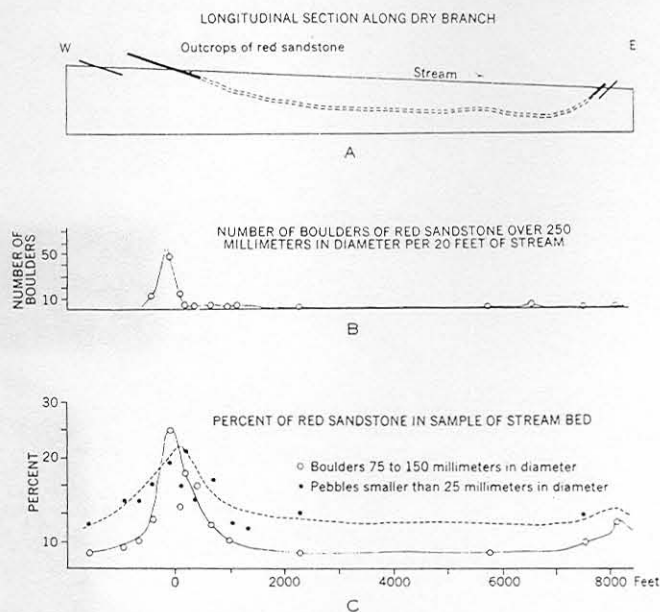 LONGITUDINAL SECTION ALONG DRY BRANCH
W
Outcrops of red sandstone
E
Stream
A
NUMBER OF BOULDERS OF RED SANDSTONE OVER 250
MILLIMETERS IN DIAMETER PER 20 FEET OF STREAM
NUMBER OF
BOULDERS
50
10
B
PERCENT OF RED SANDSTONE IN SAMPLE OF STREAM BED
Boulders 75 to 150 millimeters in diameter
Pebbles smaller than 25 millimeters in diameter
PERCENT
30
20
10
0 2000 4000 6000 8000 Feet
C